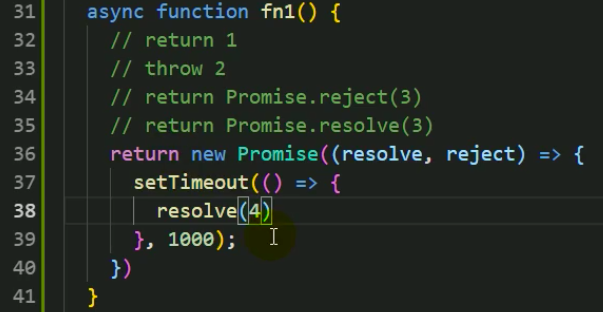 31 async function fn1() {
32 // return 1
33 // throw 2
34 // return Promise.reject(3)
35 // return Promise.resolve(3)
36 return new Promise((resolve, reject) => {
37 setTimeout(() => {
38 resolve(4)
39 }, 1000);
40 })
41 }